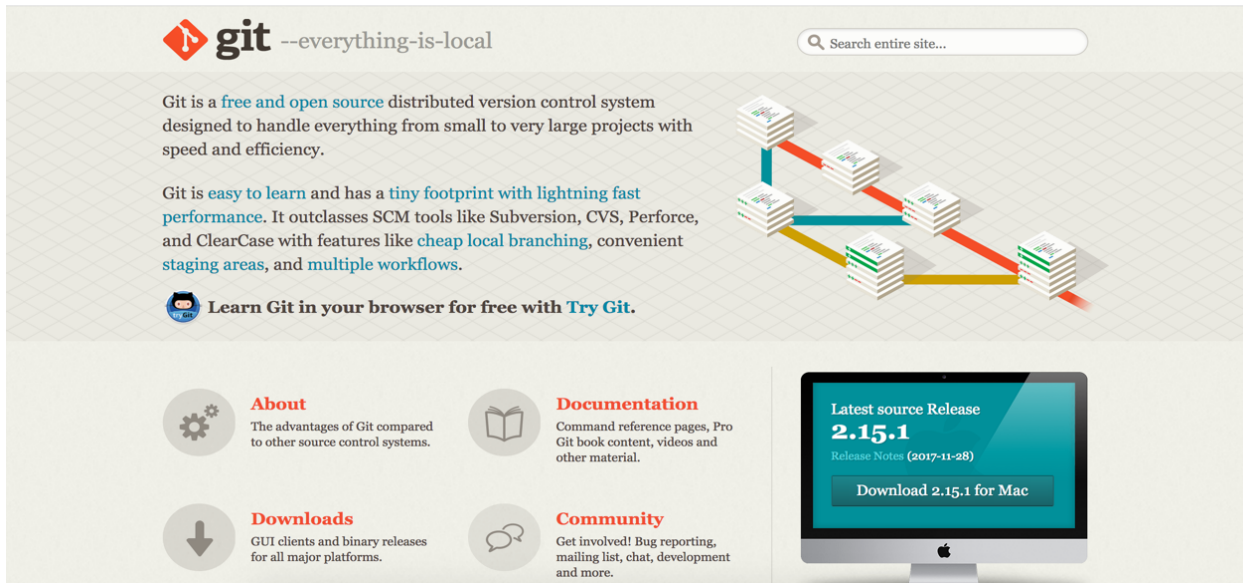 git --everything-is-local
Search entire site...
Git is a free and open source distributed version control system
designed to handle everything from small to very large projects with
speed and efficiency.
Git is easy to learn and has a tiny footprint with lightning fast
performance. It outclasses SCM tools like Subversion, CVS, Perforce,
and ClearCase with features like cheap local branching, convenient
staging areas, and multiple workflows.
Try Git
Learn Git in your browser for free with Try Git.
About
The advantages of Git compared
to other source control systems.
Documentation
Command reference pages, Pro
Git book content, videos and
other material.
Downloads
GUI clients and binary releases
for all major platforms.
Community
Get involved! Bug reporting,
mailing list, chat, development
and more.
Latest source Release
2.15.1
Release Notes (2017-11-28)
Download 2.15.1 for Mac